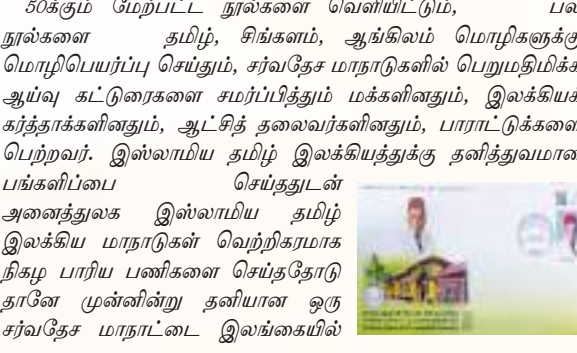 50க்கும் மேற்பட்ட நூல்களை வெளியிட்டும், பல
நூல்களை தமிழ், சிங்களம், ஆங்கிலம் மொழிகளுக்கு
மொழிபெயர்ப்பு செய்தும், சர்வதேச மாநாடுகளில் பெறுமதிமிக்க
ஆய்வு கட்டுரைகளை சமர்ப்பித்தும் மக்களினதும், இலக்கியக்
கர்த்தாக்களினதும், ஆட்சித் தலைவர்களினதும், பாராட்டுக்களை
பெற்றவர். இஸ்லாமிய தமிழ் இலக்கியத்துக்கு தனித்துவமான
பங்களிப்பை செய்ததுடன்
அனைத்துலக இஸ்லாமிய தமிழ்
இலக்கிய மாநாடுகள் வெற்றிகரமாக
நிகழ பாரிய பணிகளை செய்ததோடு
தானே முன்னின்று தனியான ஒரு
சர்வதேச மாநாட்டை இலங்கையில்